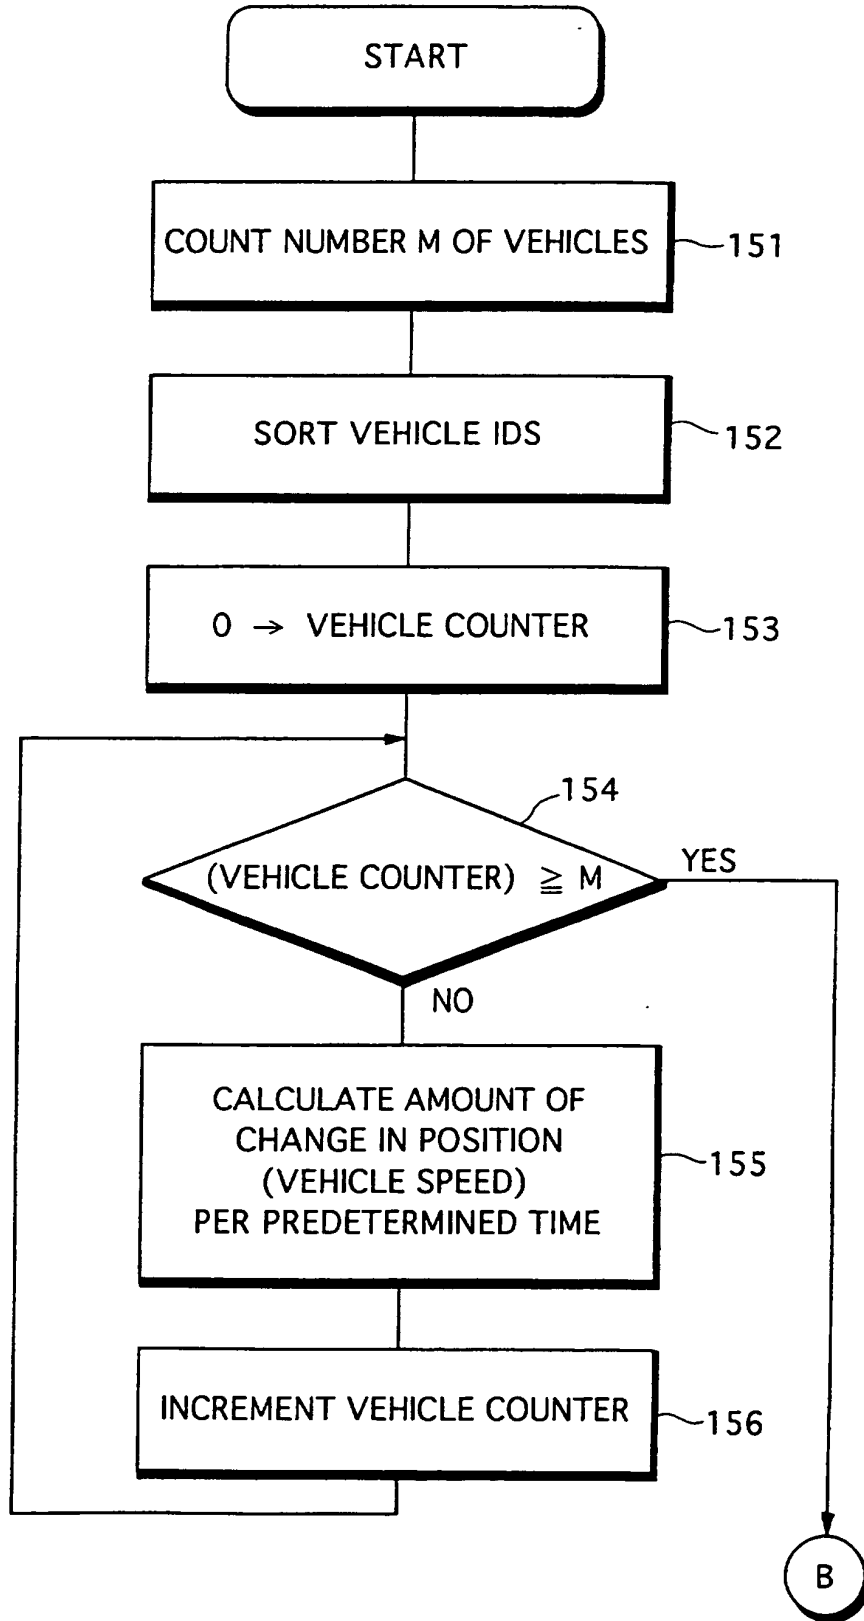 START
COUNT NUMBER M OF VEHICLES
151
SORT VEHICLE IDS
152
0 → VEHICLE COUNTER
153
154
(VEHICLE COUNTER) ≧ M
YES
NO
CALCULATE AMOUNT OF
CHANGE IN POSITION
(VEHICLE SPEED)
PER PREDETERMINED TIME
155
INCREMENT VEHICLE COUNTER
156
B